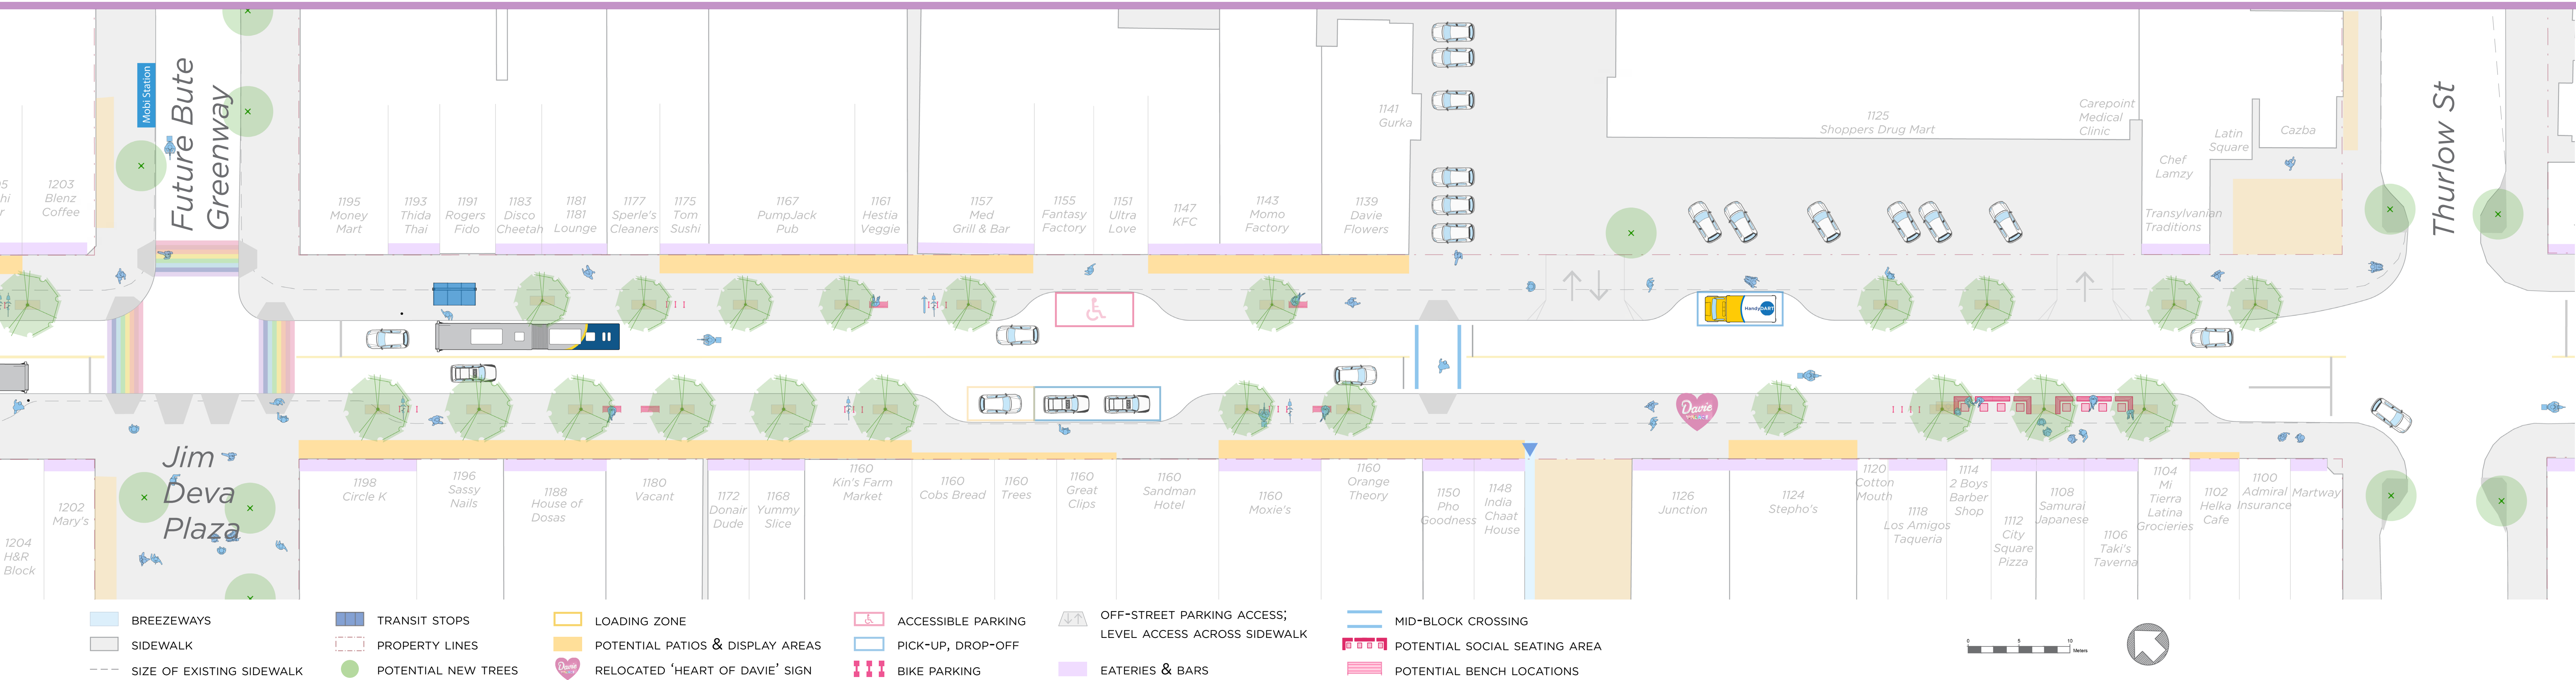 Mobi Station
Future Bute
Greenway
Thurlow St
1203
Blenz
Coffee
1195
Money
Mart
1193
Thida
Thai
1191
Rogers
Fido
1183
Disco
Cheetah
1181
1181
Lounge
1177
Sperle's
Cleaners
1175
Tom
Sushi
1167
PumpJack
Pub
1161
Hestia
Veggie
1157
Med
Grill & Bar
1155
Fantasy
Factory
1151
Ultra
Love
1147
KFC
1143
Momo
Factory
1139
Davie
Flowers
1141
Gurka
1125
Shoppers Drug Mart
Carepoint
Medical
Clinic
Chef
Lamzy
Transylvanian
Traditions
Latin
Square
Cazba
HandyDART
Davie
VILLAGE
Jim
Deva
Plaza
1204
H&R
Block
1202
Mary's
1198
Circle K
1196
Sassy
Nails
1188
House of
Dosas
1180
Vacant
1172
Donair
Dude
1168
Yummy
Slice
1160
Kin's Farm
Market
1160
Cobs Bread
1160
Trees
1160
Great
Clips
1160
Sandman
Hotel
1160
Moxie's
1160
Orange
Theory
1150
Pho
Goodness
1148
India
Chaat
House
1126
Junction
1124
Stepho's
1120
Cotton
Mouth
1118
Los Amigos
Taqueria
1114
2 Boys
Barber
Shop
1112
City
Square
Pizza
1108
Samurai
Japanese
1106
Taki's
Taverna
1104
Mi
Tierra
Latina
Grocieries
1102
Helka
Cafe
1100
Admiral
Insurance
Martway
BREEZEWAYS
SIDEWALK
SIZE OF EXISTING SIDEWALK
TRANSIT STOPS
PROPERTY LINES
POTENTIAL NEW TREES
LOADING ZONE
POTENTIAL PATIOS & DISPLAY AREAS
RELOCATED 'HEART OF DAVIE' SIGN
ACCESSIBLE PARKING
PICK-UP, DROP-OFF
BIKE PARKING
OFF-STREET PARKING ACCESS;
LEVEL ACCESS ACROSS SIDEWALK
EATERIES & BARS
MID-BLOCK CROSSING
POTENTIAL SOCIAL SEATING AREA
POTENTIAL BENCH LOCATIONS
0 5 10
Meters